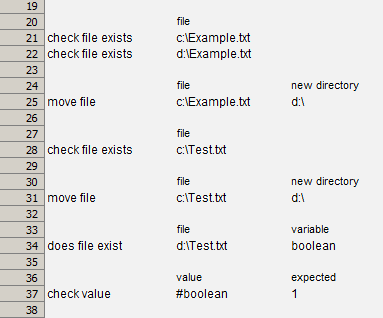 19
20 file
21 check file exists c:\Example.txt
22 check file exists d:\Example.txt
23
24 file new directory
25 move file c:\Example.txt d:\
26
27 file
28 check file exists c:\Test.txt
29
30 file new directory
31 move file c:\Test.txt d:\
32
33 file variable
34 does file exist d:\Test.txt boolean
35
36 value expected
37 check value #boolean 1
38